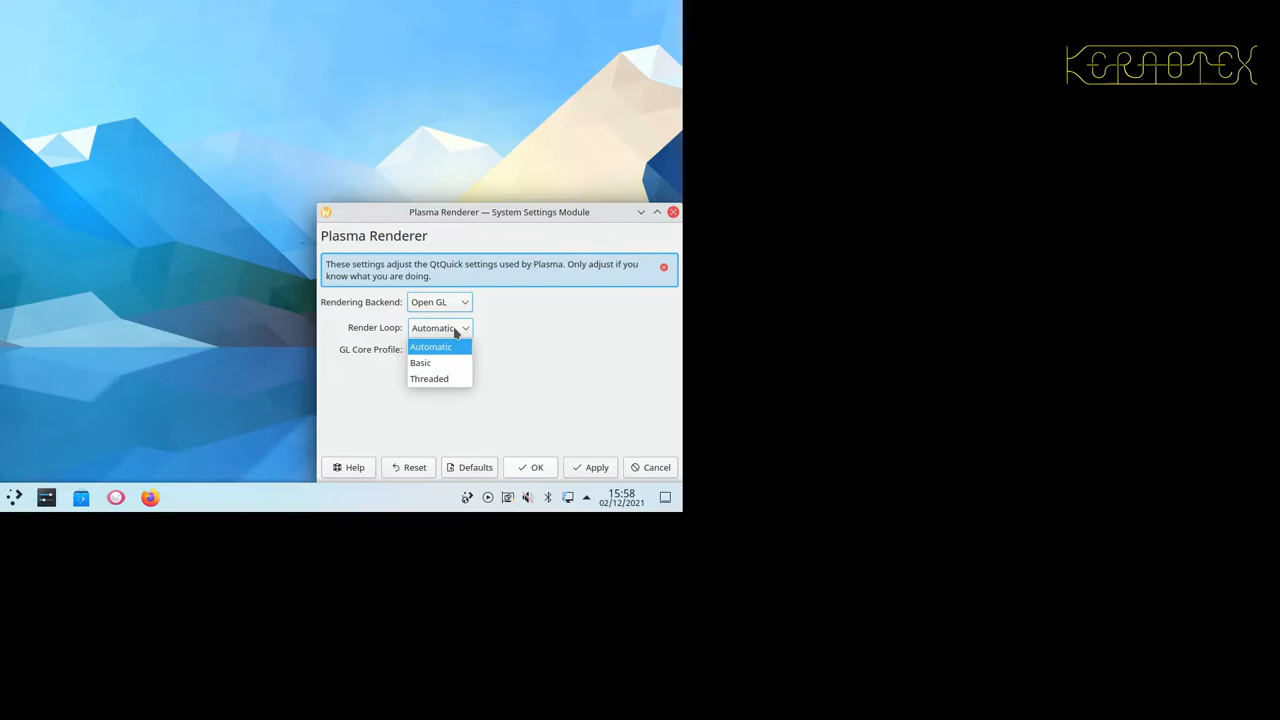 KERNOTEX
Plasma Renderer — System Settings Module
Plasma Renderer
These settings adjust the QtQuick settings used by Plasma. Only adjust if you
know what you are doing.
Rendering Backend: Open GL
Render Loop: Automatic
Automatic
GL Core Profile:
Basic
Threaded
Help Reset Defaults OK Apply Cancel
15:58
02/12/2021